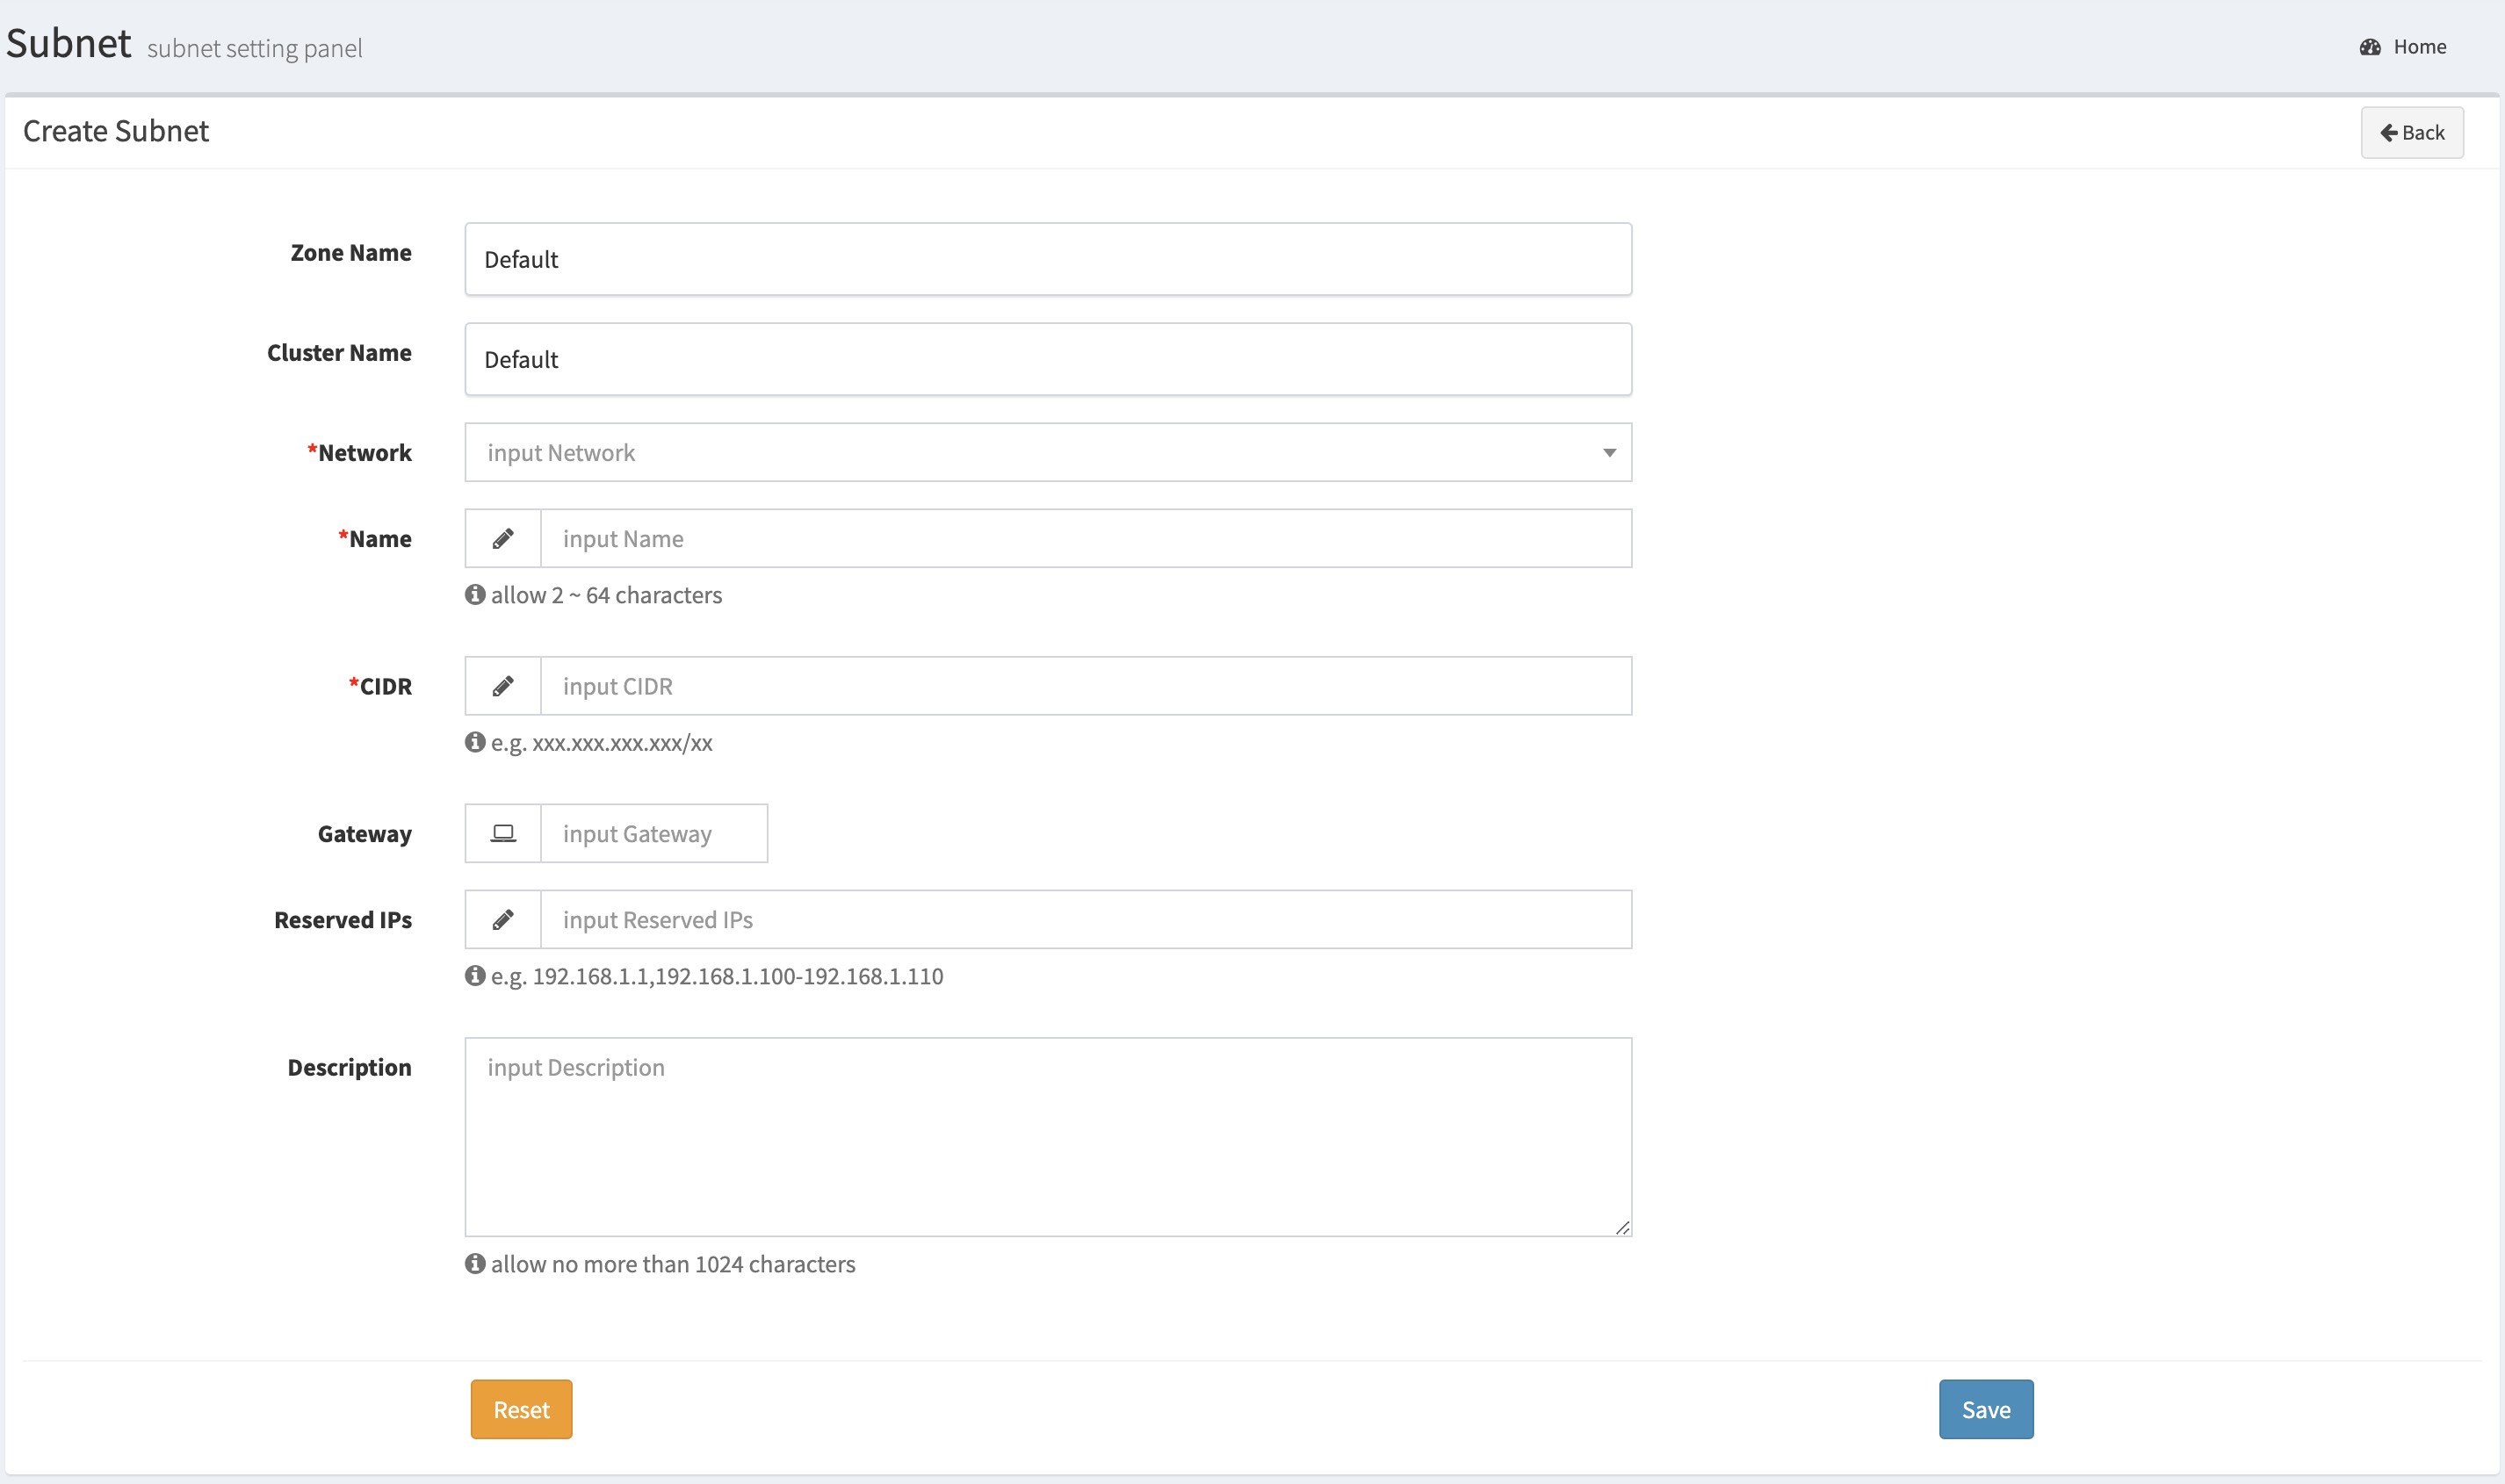 Subnet subnet setting panel
Home
Create Subnet
Back
Zone Name
Default
Cluster Name
Default
*Network
input Network
*Name
input Name
allow 2 ~ 64 characters
*CIDR
input CIDR
e.g. xxx.xxx.xxx.xxx/xx
Gateway
input Gateway
Reserved IPs
input Reserved IPs
e.g. 192.168.1.1,192.168.1.100-192.168.1.110
Description
input Description
allow no more than 1024 characters
Reset
Save